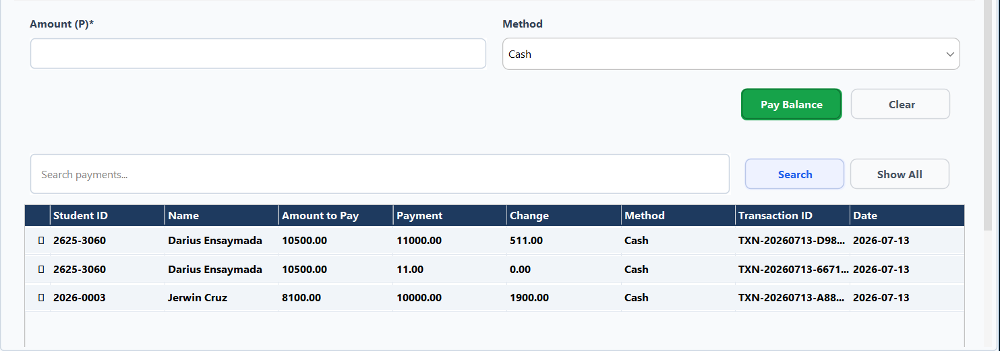 Amount (P)* Method
Cash
Pay Balance Clear
Search payments... Search Show All
Student ID Name Amount to Pay Payment Change Method Transaction ID Date
2625-3060 Darius Ensaymada 10500.00 11000.00 511.00 Cash TXN-20260713-D98... 2026-07-13
2625-3060 Darius Ensaymada 10500.00 11.00 0.00 Cash TXN-20260713-6671... 2026-07-13
2026-0003 Jerwin Cruz 8100.00 10000.00 1900.00 Cash TXN-20260713-A88... 2026-07-13